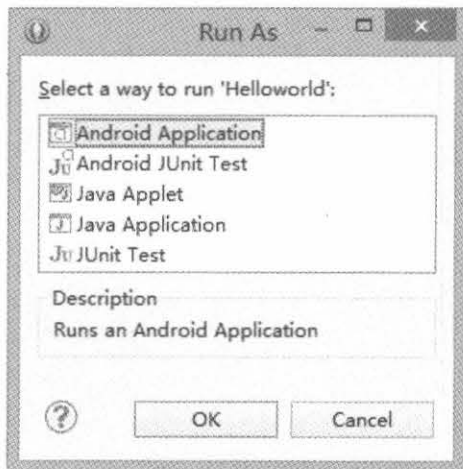 Run As
Select a way to run 'Helloworld':
Android Application
Android JUnit Test
Java Applet
Java Application
JUnit Test
Description
Runs an Android Application
OK
Cancel